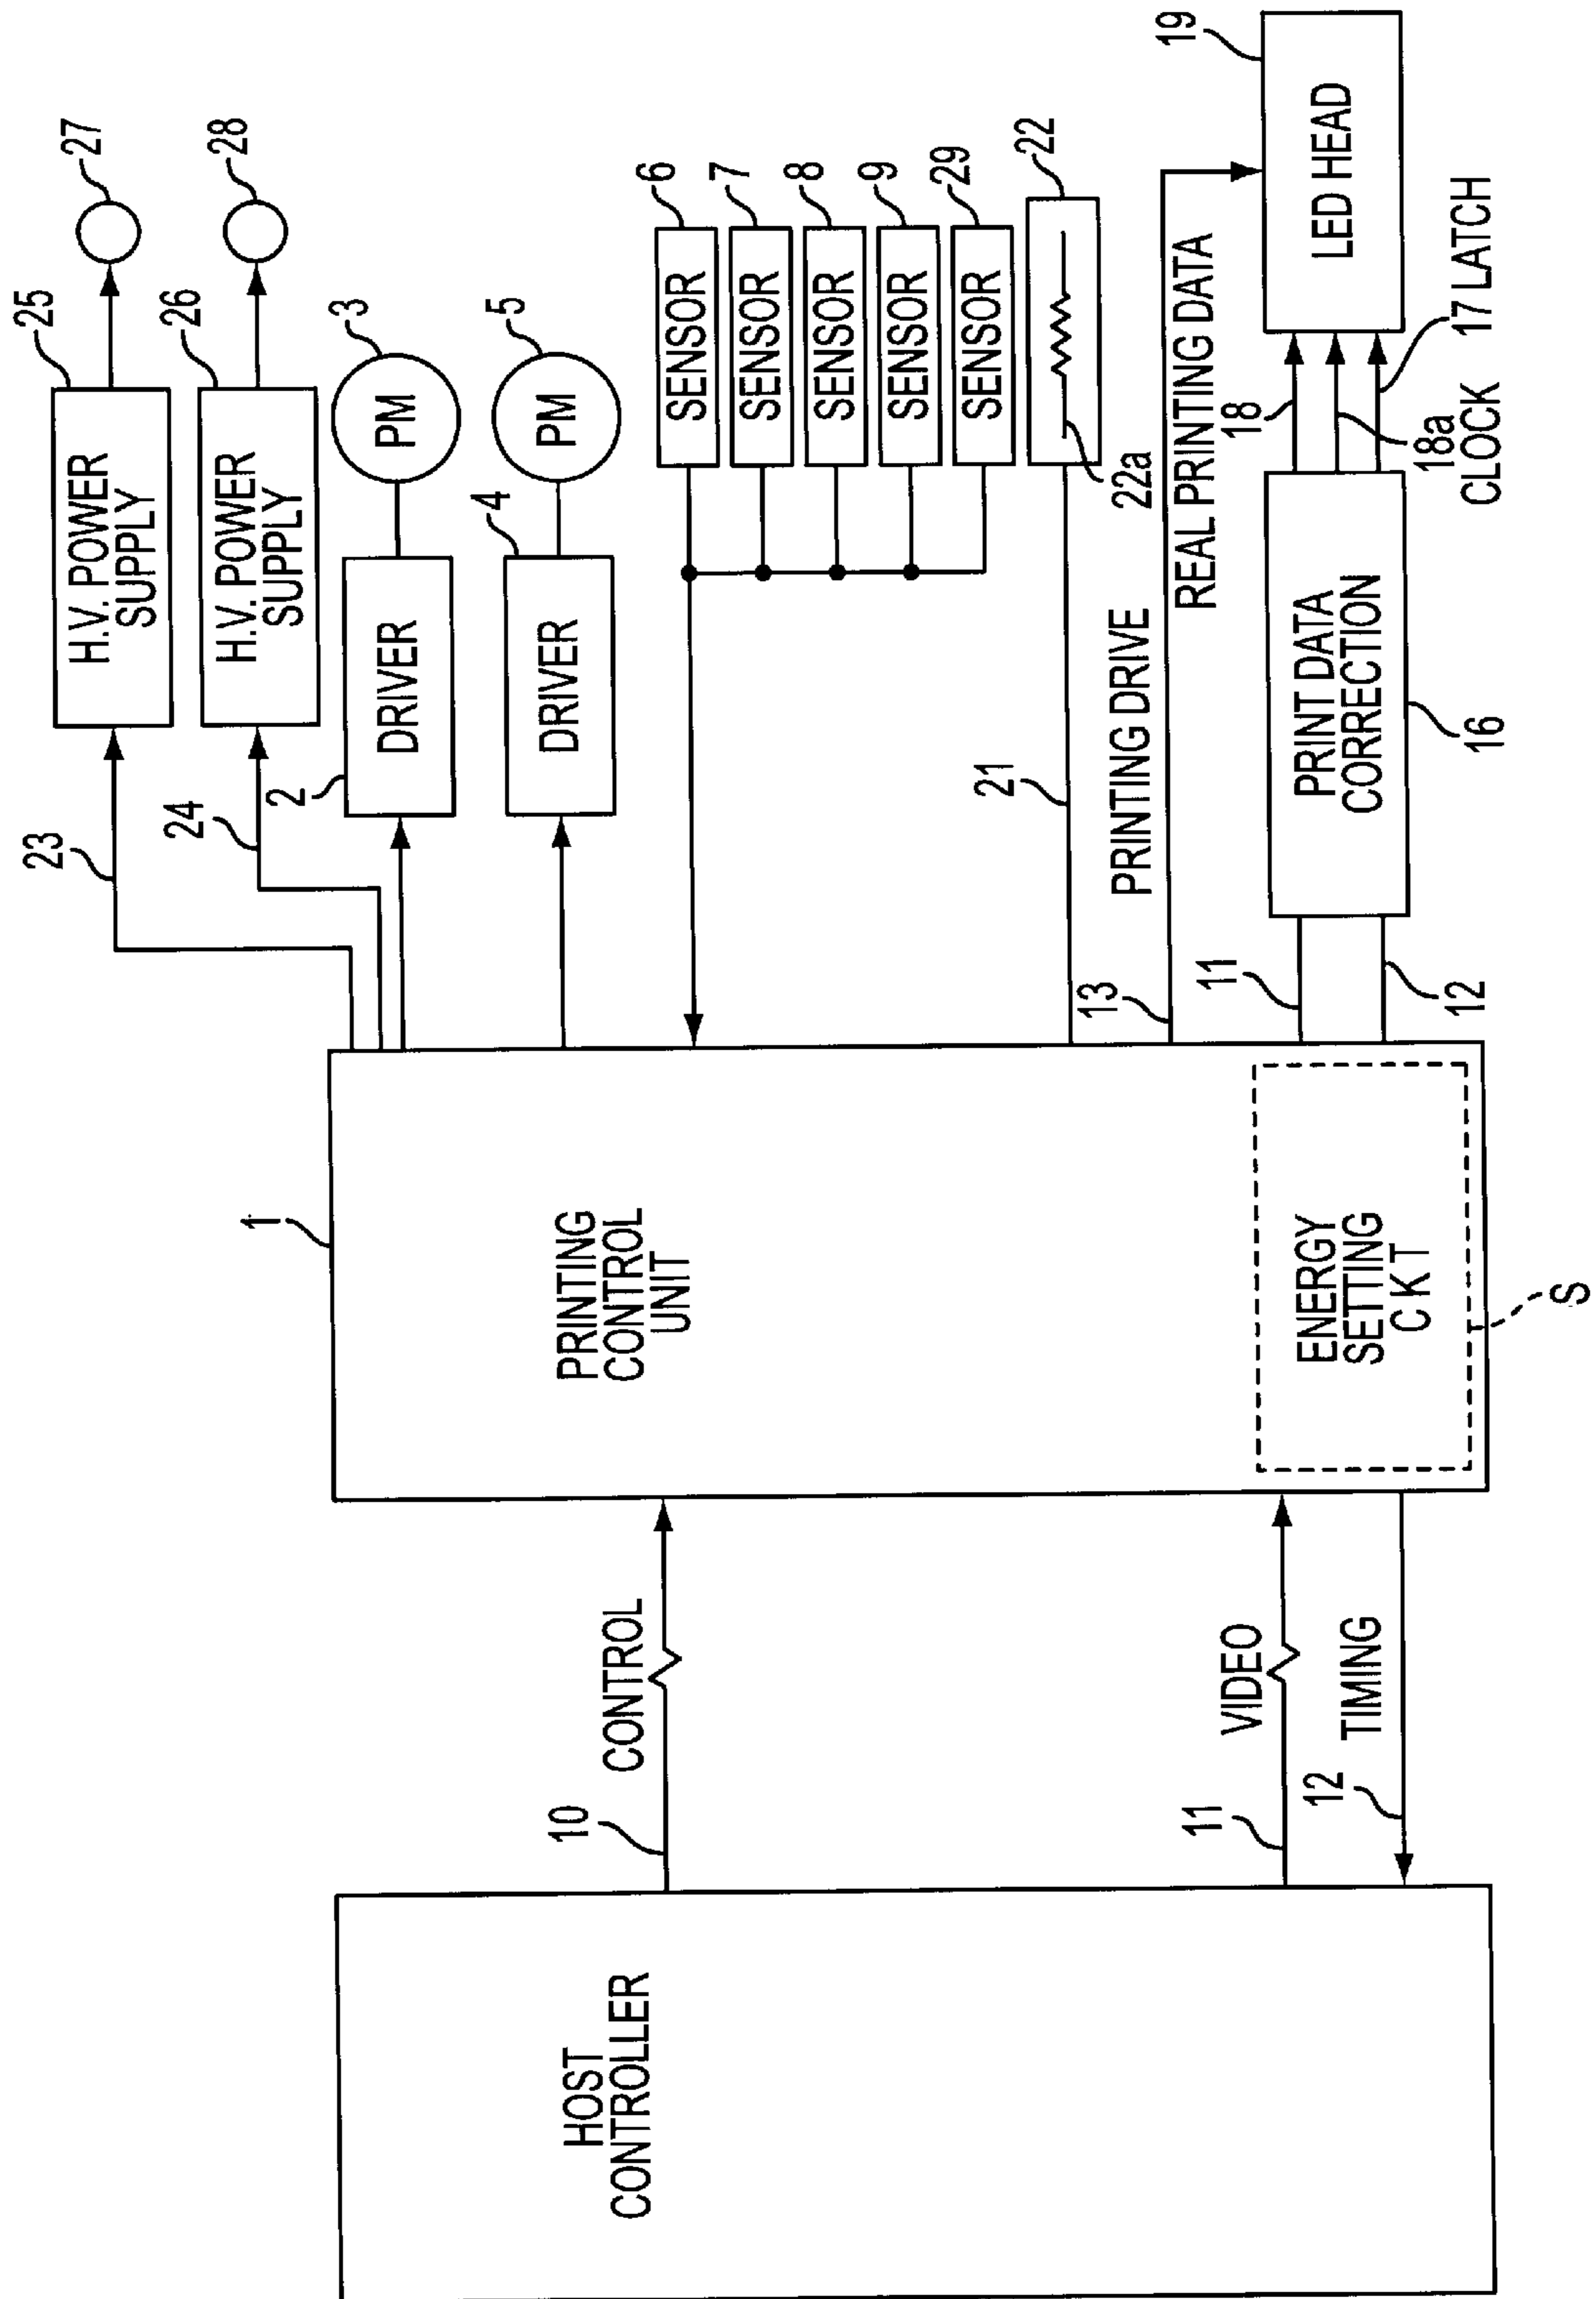 HOST
CONTROLLER
10
CONTROL
11
VIDEO
TIMING
12
1
PRINTING
CONTROL
UNIT
ENERGY
SETTING
CKT
S
23
24
25
H.V. POWER
SUPPLY
27
26
H.V. POWER
SUPPLY
28
2
DRIVER
3
PM
4
DRIVER
5
PM
SENSOR
6
SENSOR
7
SENSOR
8
SENSOR
9
SENSOR
29
21
22
22a
13
PRINTING DRIVE
REAL PRINTING DATA
11
12
PRINT DATA
CORRECTION
16
18
18a
CLOCK
17 LATCH
LED HEAD
19